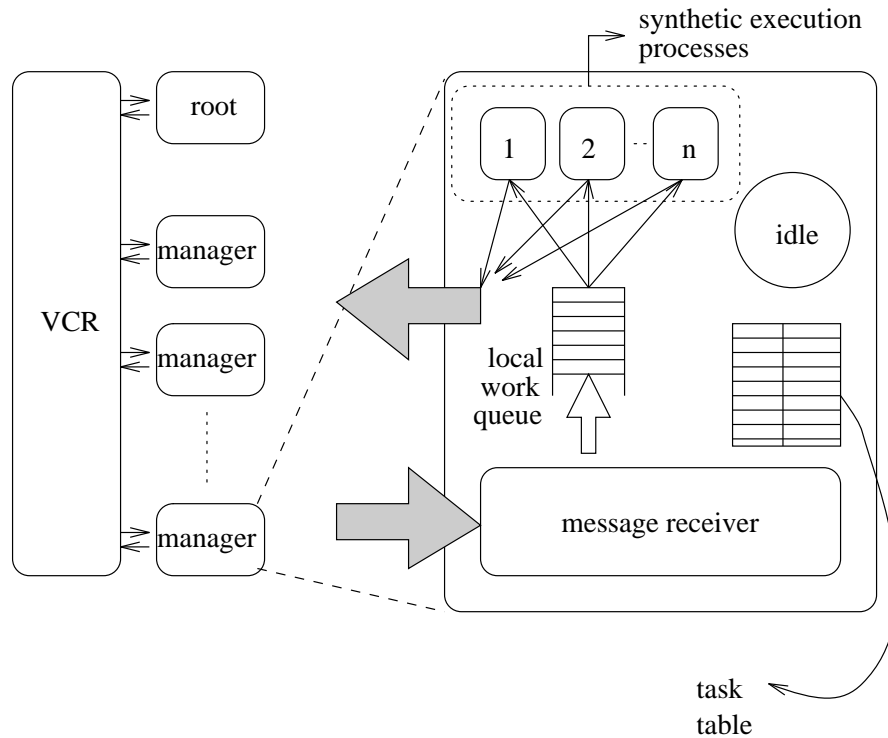 synthetic execution
processes
root
1
2
n
manager
idle
VCR
manager
local
work
queue
manager
message receiver
task
table